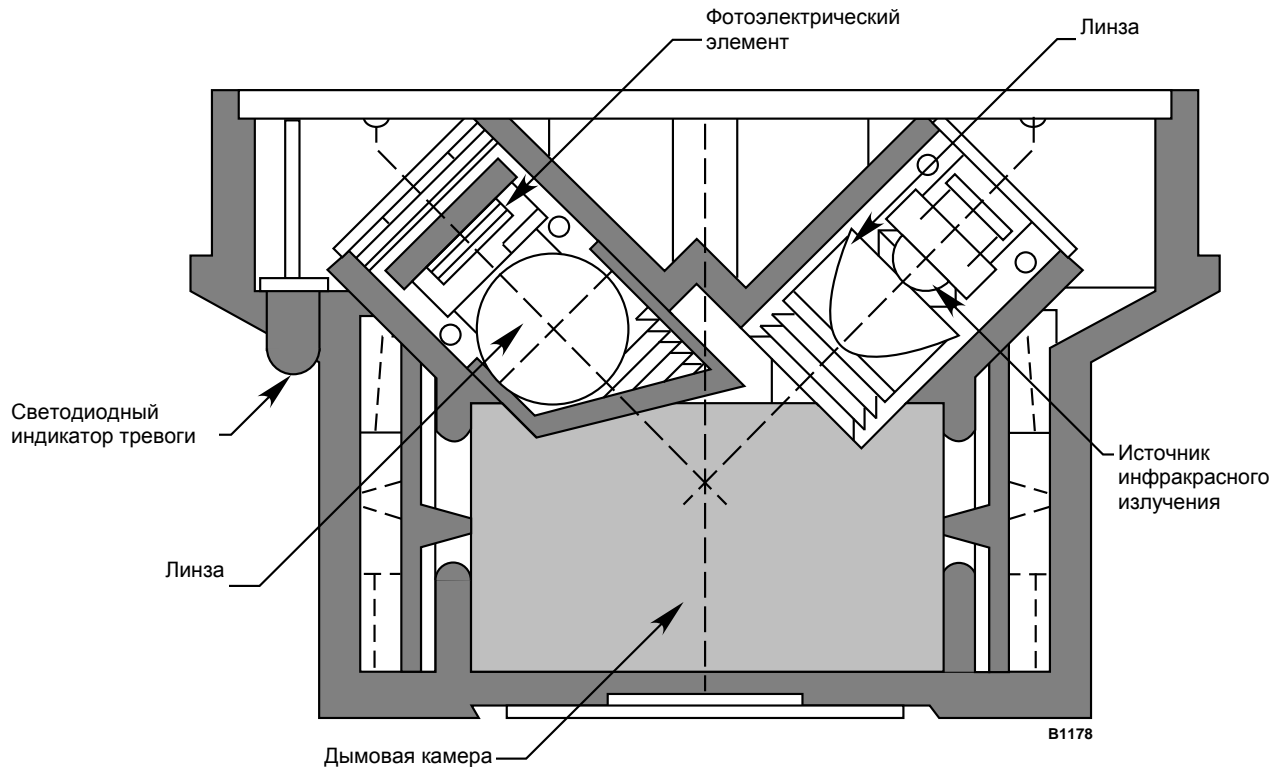 Фотоэлектрический
элемент
Линза
Светодиодный
индикатор тревоги
Источник
инфракрасного
излучения
Линза
B1178
Дымовая камера